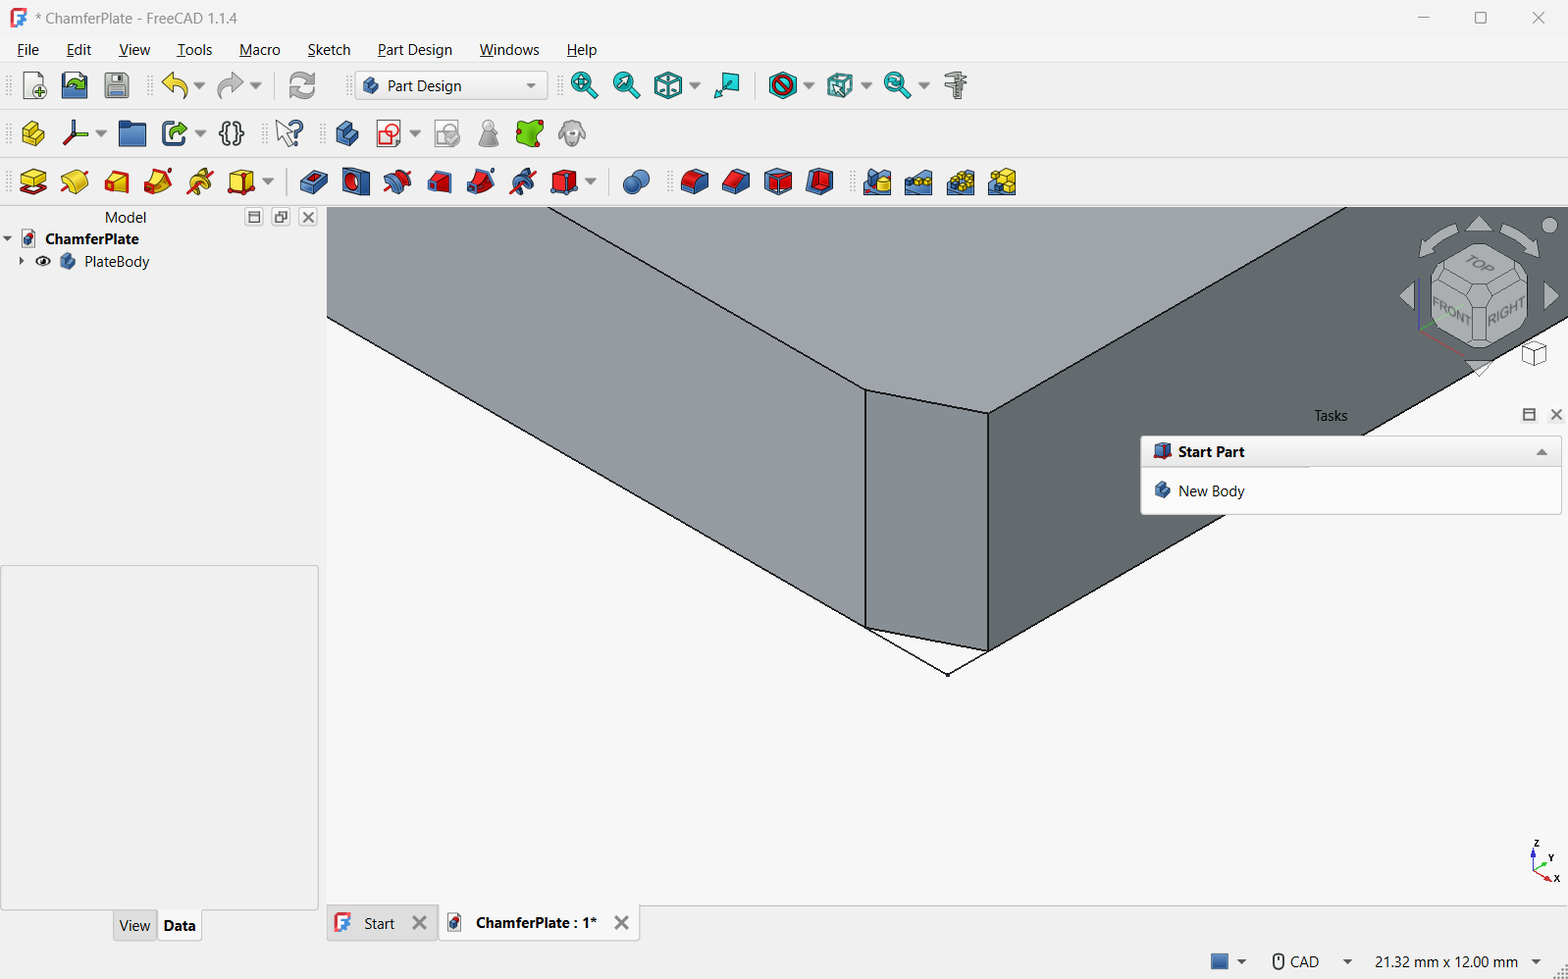 * ChamferPlate - FreeCAD 1.1.4
File Edit View Tools Macro Sketch Part Design Windows Help
Part Design
Model
ChamferPlate
PlateBody
TOP
FRONT
RIGHT
Tasks
Start Part
New Body
Z
Y
X
View Data
Start
ChamferPlate : 1*
CAD
21.32 mm x 12.00 mm